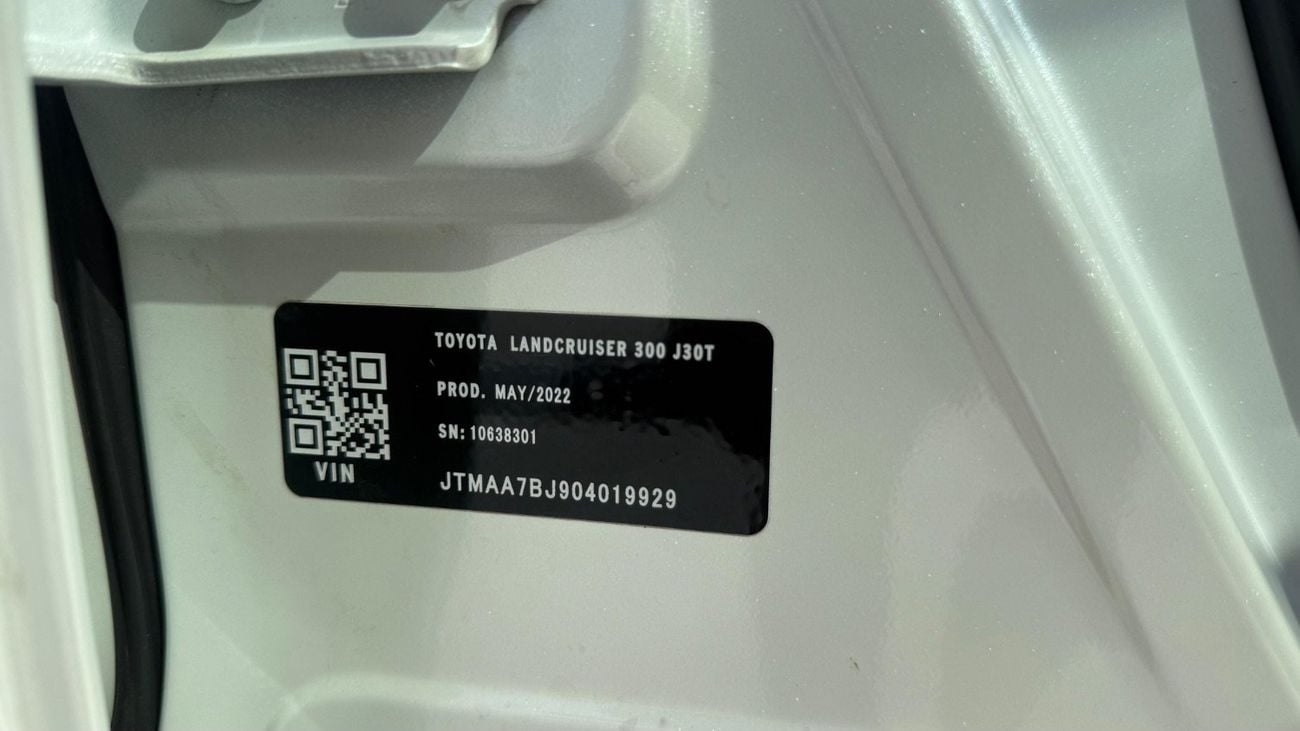 TOYOTA LANDCRUISER 300 J30T
PROD. MAY/2022
SN: 10638301
VIN
JTMAA7BJ904019929